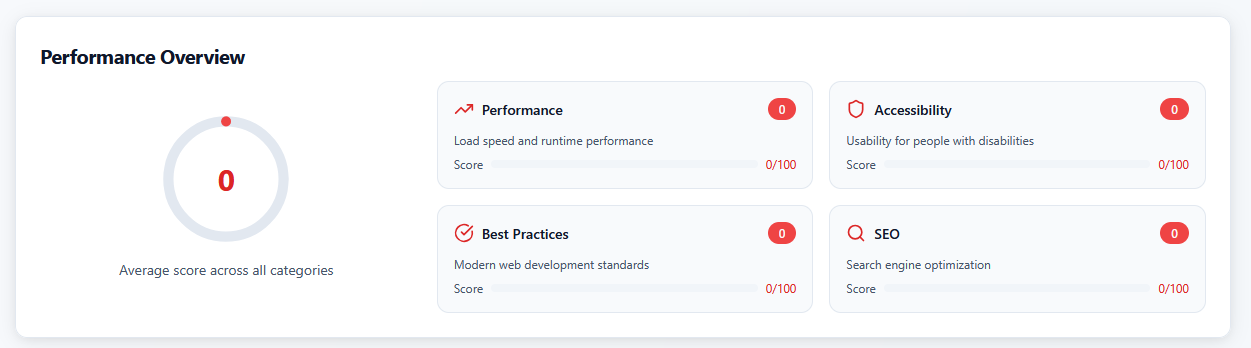 Performance Overview
0
Average score across all categories
Performance 0
Load speed and runtime performance
Score 0/100
Accessibility 0
Usability for people with disabilities
Score 0/100
Best Practices 0
Modern web development standards
Score 0/100
SEO 0
Search engine optimization
Score 0/100